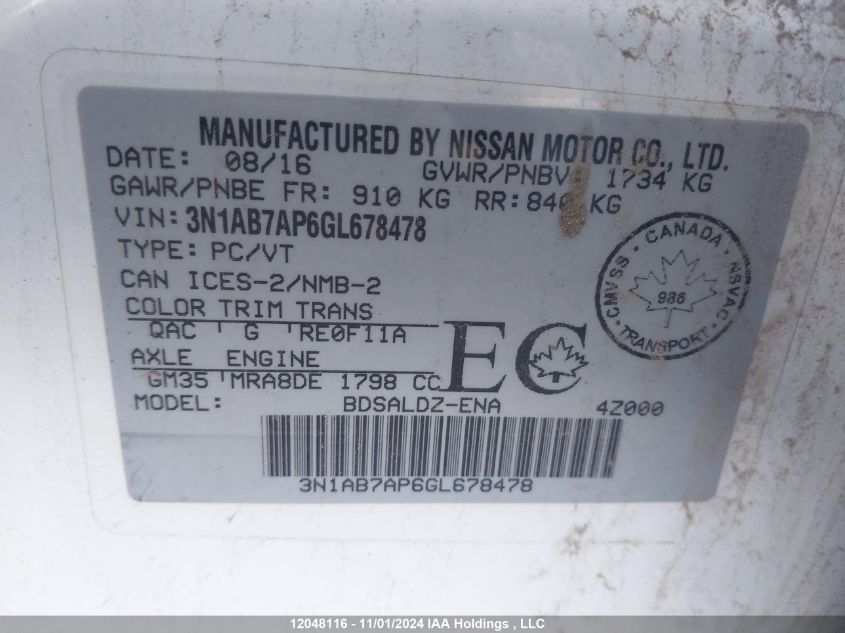 MANUFACTURED BY NISSAN MOTOR CO., LTD.
DATE: 08/16 GVWR/PNBV: 1734 KG
GAWR/PNBE FR: 910 KG RR: 840 KG
VIN: 3N1AB7AP6GL678478
TYPE: PC/VT
CAN ICES-2/NMB-2
COLOR TRIM TRANS
QAC G RE0F11A
AXLE ENGINE
GM35 MRA8DE 1798 CC
EC
CANADA
CMVSS NSVAC
986
TRANSPORT
MODEL: BDSALDZ-ENA 4Z000
3N1AB7AP6GL678478
12048116 - 11/01/2024 IAA Holdings , LLC